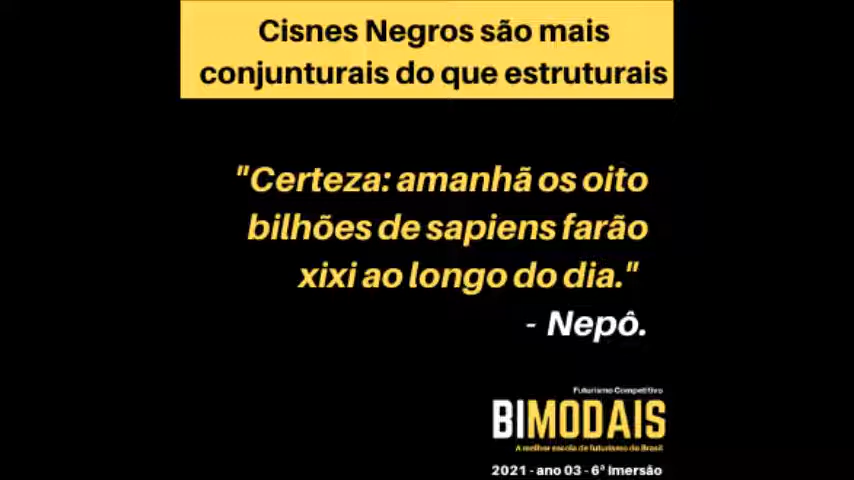 Cisnes Negros são mais
conjunturais do que estruturais
"Certeza: amanhã os oito
bilhões de sapiens farão
xixi ao longo do dia."
- Nepô.
Futurismo Competitivo
BIMODAIS
A melhor escola de futurismo do Brasil
2021 - ano 03 - 6ª Imersão